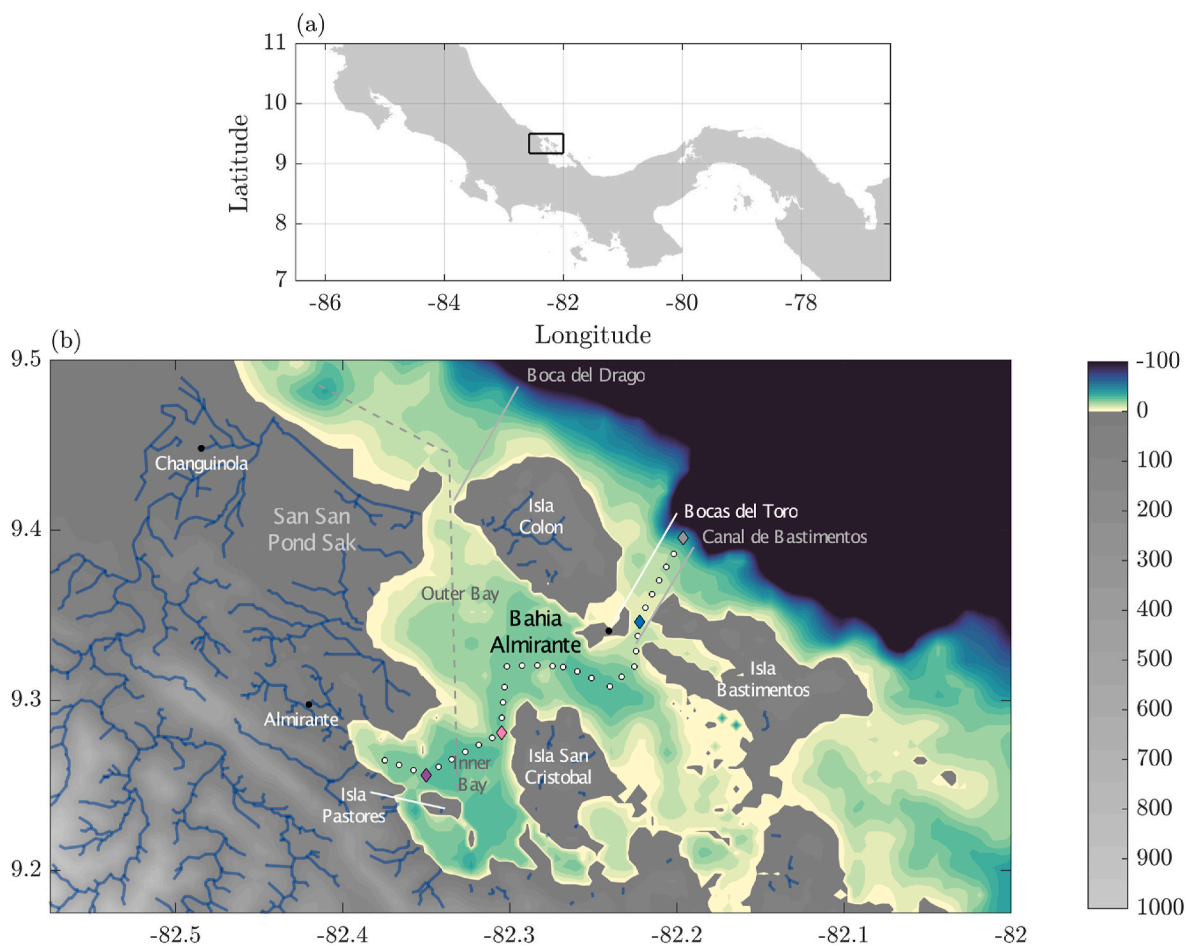 (a)
11
10
9
8
7
Latitude
-86
-84
-82
-80
-78
Longitude
(b)
9.5
9.4
9.3
9.2
-82.5
-82.4
-82.3
-82.2
-82.1
-82
Boca del Drago
Changuinola
San San
Pond Sak
Isla
Colon
Bocas del Toro
Canal de Bastimentos
Outer Bay
Bahia
Almirante
Isla
Bastimentos
Almirante
Isla San
Cristobal
Inner
Bay
Isla
Pastores
-100
0
100
200
300
400
500
600
700
800
900
1000